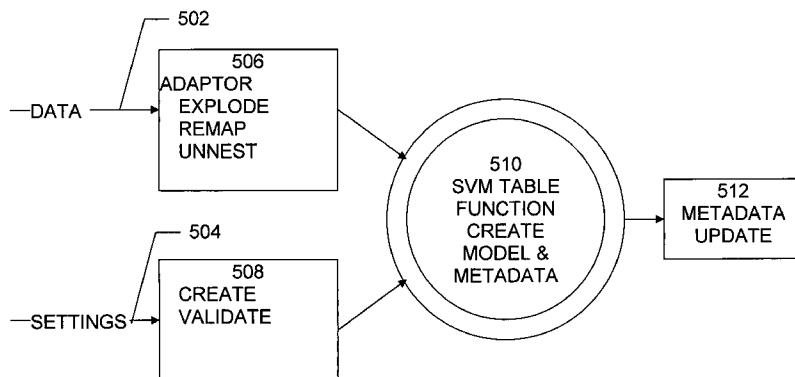 502
506
ADAPTOR
EXPLODE
REMAP
UNNEST
DATA
504
508
CREATE
VALIDATE
SETTINGS
510
SVM TABLE
FUNCTION
CREATE
MODEL &
METADATA
512
METADATA
UPDATE